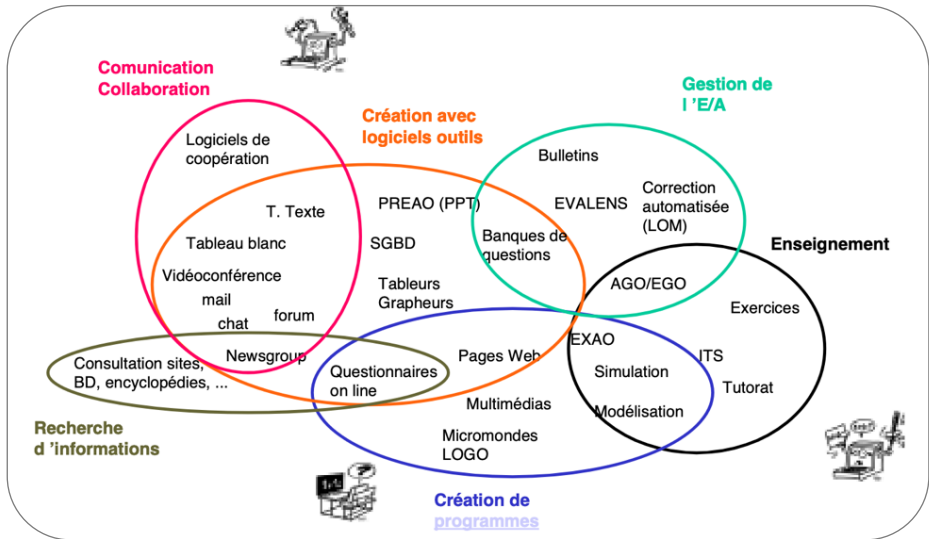 Comunication
Collaboration
Gestion de
l ’E/A
Création avec
logiciels outils
Logiciels de
coopération
Bulletins
T. Texte
PREAO (PPT)
EVALENS
Correction
automatisée
(LOM)
Tableau blanc
SGBD
Banques de
questions
Enseignement
Vidéoconférence
mail
chat
forum
Tableurs
Grapheurs
AGO/EGO
Exercices
Newsgroup
Consultation sites,
BD, encyclopédies, ...
Questionnaires
on line
Pages Web
EXAO
Simulation
ITS
Tutorat
Multimédias
Modélisation
Recherche
d ’informations
Micromondes
LOGO
Création de
programmes